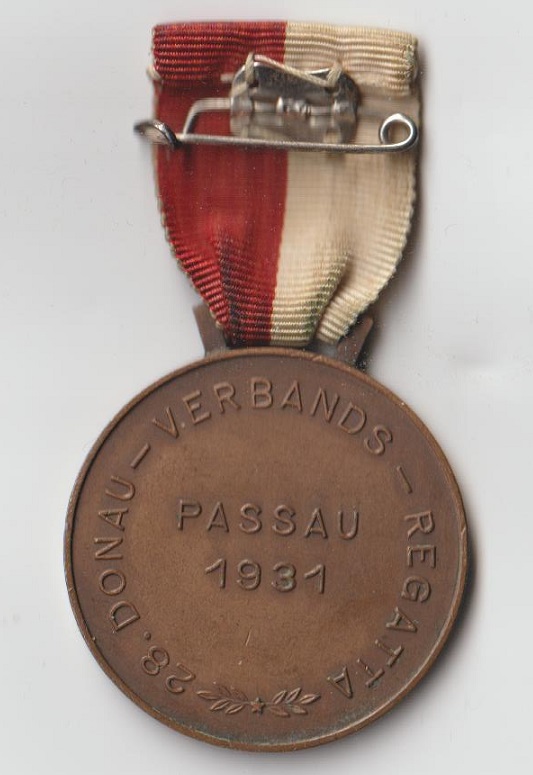 28. DONAU – VERBANDS – REGATTA
PASSAU
1931